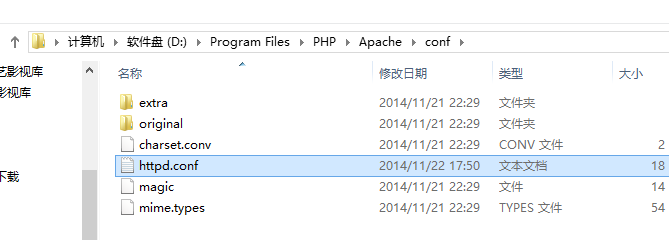 计算机 软件盘 (D:) Program Files PHP Apache conf
艺影视库
影视库
下载
名称 修改日期 类型 大小
extra 2014/11/21 22:29 文件夹
original 2014/11/21 22:29 文件夹
charset.conv 2014/11/21 22:29 CONV 文件 2
httpd.conf 2014/11/22 17:50 文本文档 18
magic 2014/11/21 22:29 文件 14
mime.types 2014/11/21 22:29 TYPES 文件 54